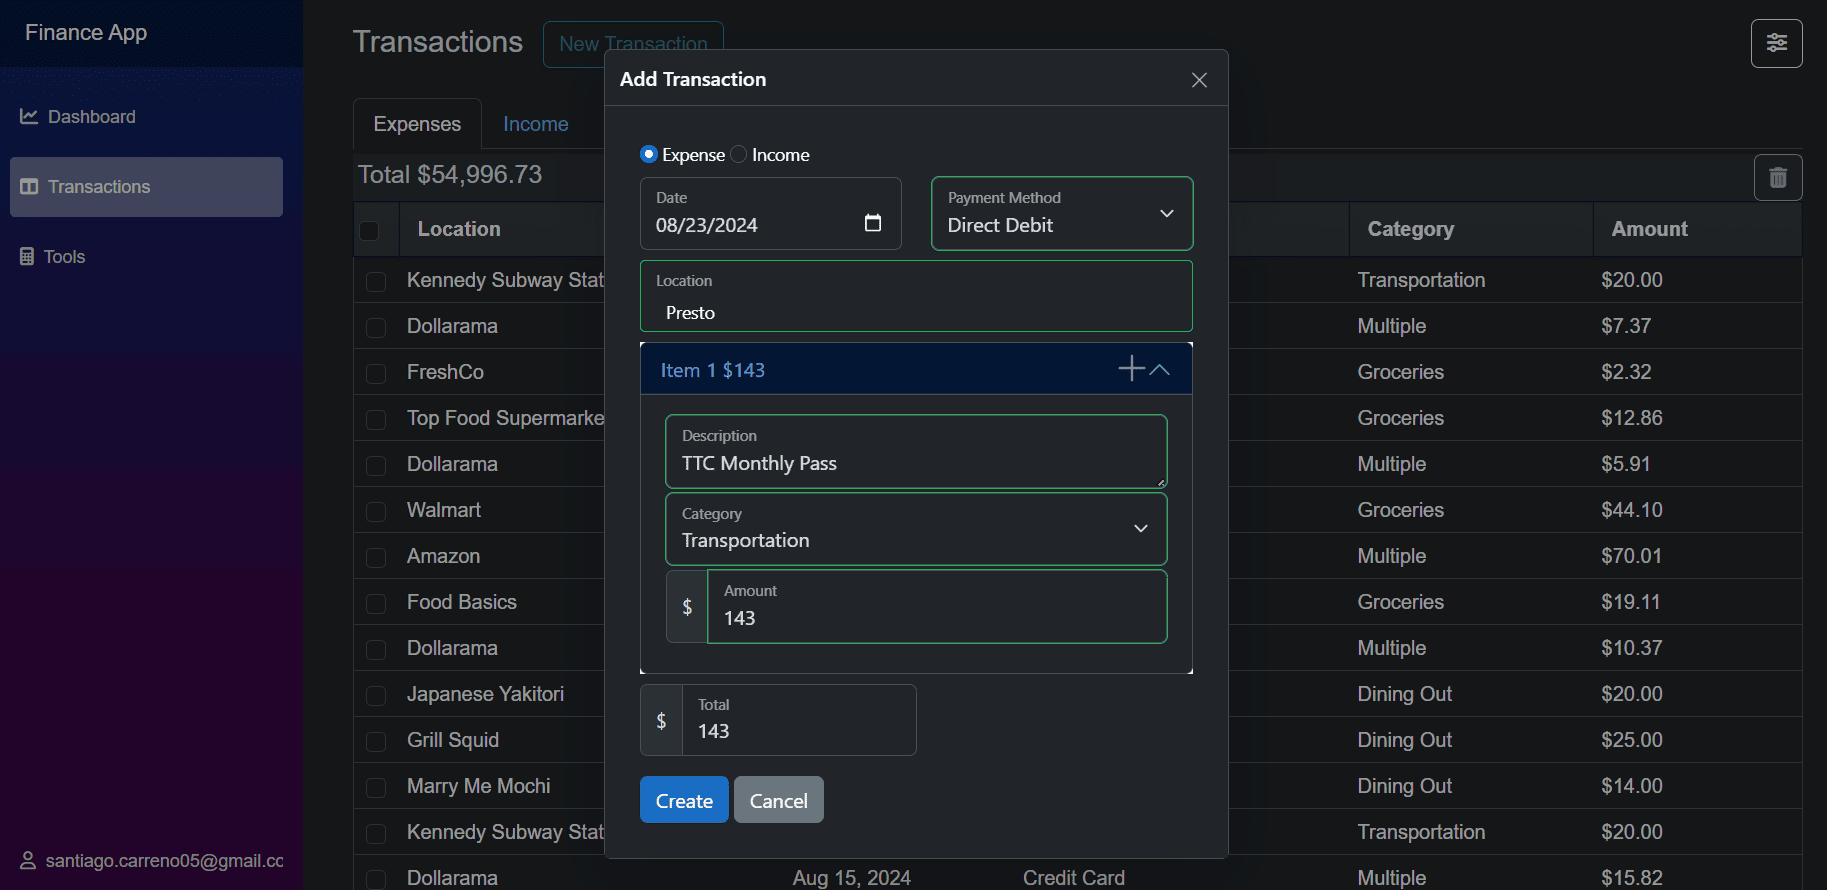 Finance App
Dashboard
Transactions
Tools
santiago.carreno05@gmail.cc
Transactions
New Transaction
Expenses
Income
Total $54,996.73
Location
Category
Amount
Kennedy Subway Stat
Transportation
$20.00
Dollarama
Multiple
$7.37
FreshCo
Groceries
$2.32
Top Food Supermarke
Groceries
$12.86
Dollarama
Multiple
$5.91
Walmart
Groceries
$44.10
Amazon
Multiple
$70.01
Food Basics
Groceries
$19.11
Dollarama
Multiple
$10.37
Japanese Yakitori
Dining Out
$20.00
Grill Squid
Dining Out
$25.00
Marry Me Mochi
Dining Out
$14.00
Kennedy Subway Stat
Transportation
$20.00
Dollarama
Aug 15, 2024
Credit Card
Multiple
$15.82
Add Transaction
Expense
Income
Date
08/23/2024
Payment Method
Direct Debit
Location
Presto
Item 1 $143
Description
TTC Monthly Pass
Category
Transportation
$
Amount
143
$
Total
143
Create
Cancel